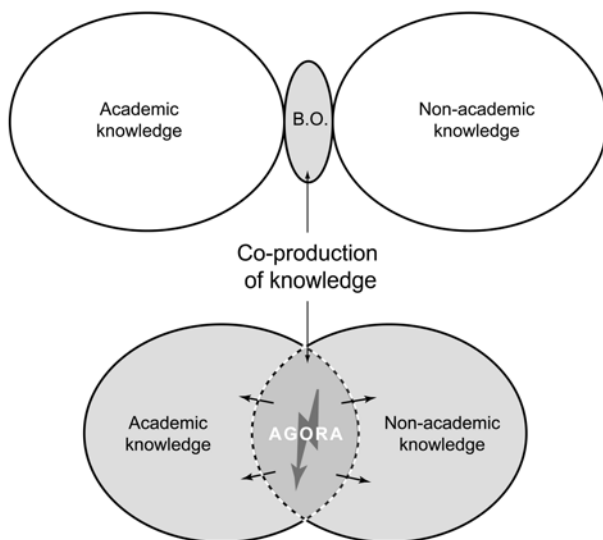 Academic
knowledge
B.O.
Non-academic
knowledge
Co-production
of knowledge
Academic
knowledge
AGORA
Non-academic
knowledge